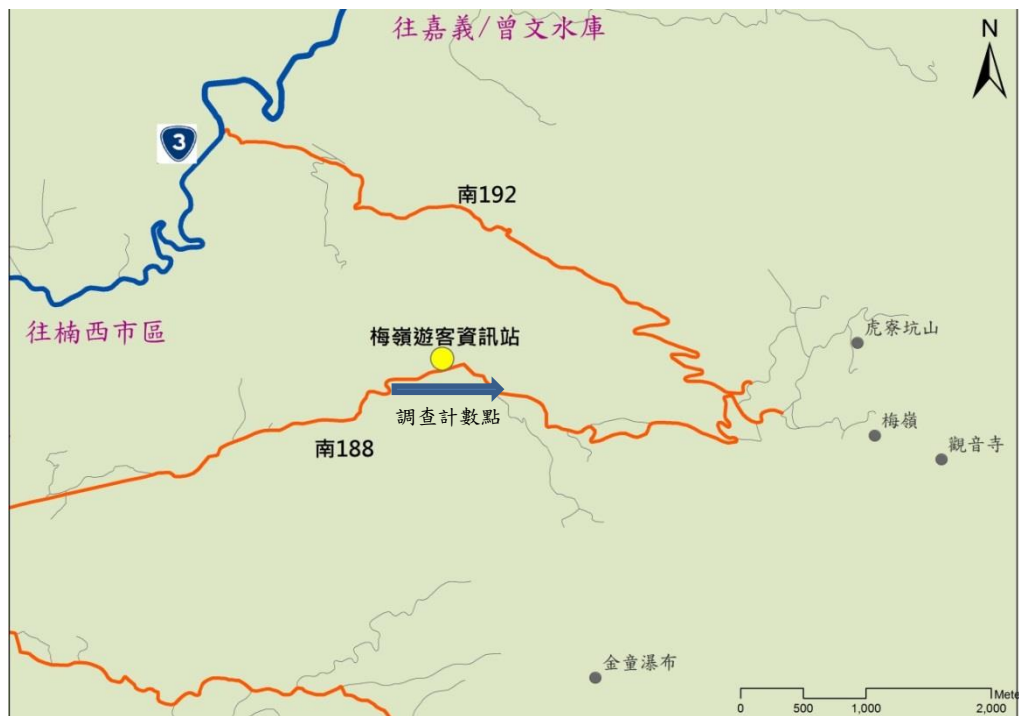 往嘉義/曾文水庫
N
3
南192
往楠西市區
梅嶺遊客資訊站
虎寮坑山
調查計數點
梅嶺
南188
觀音寺
金童瀑布
Mete
0 500 1,000 2,000